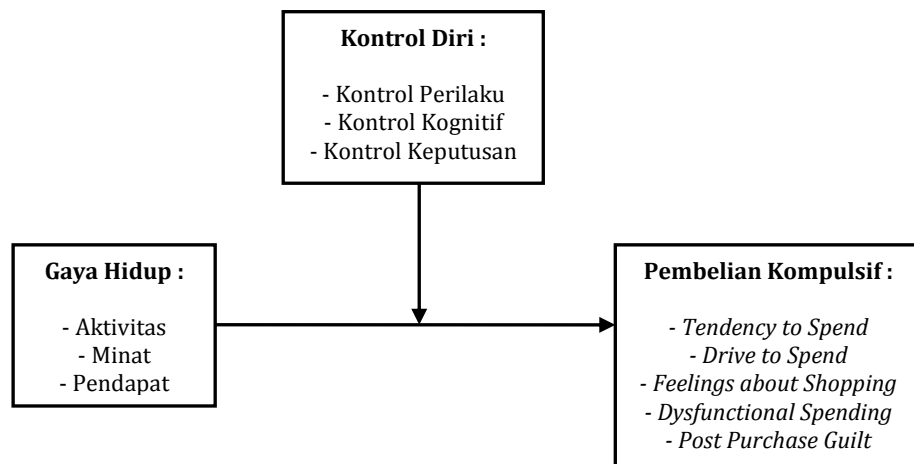 Kontrol Diri :
- Kontrol Perilaku
- Kontrol Kognitif
- Kontrol Keputusan
Gaya Hidup :
- Aktivitas
- Minat
- Pendapat
Pembelian Kompulsif :
- Tendency to Spend
- Drive to Spend
- Feelings about Shopping
- Dysfunctional Spending
- Post Purchase Guilt